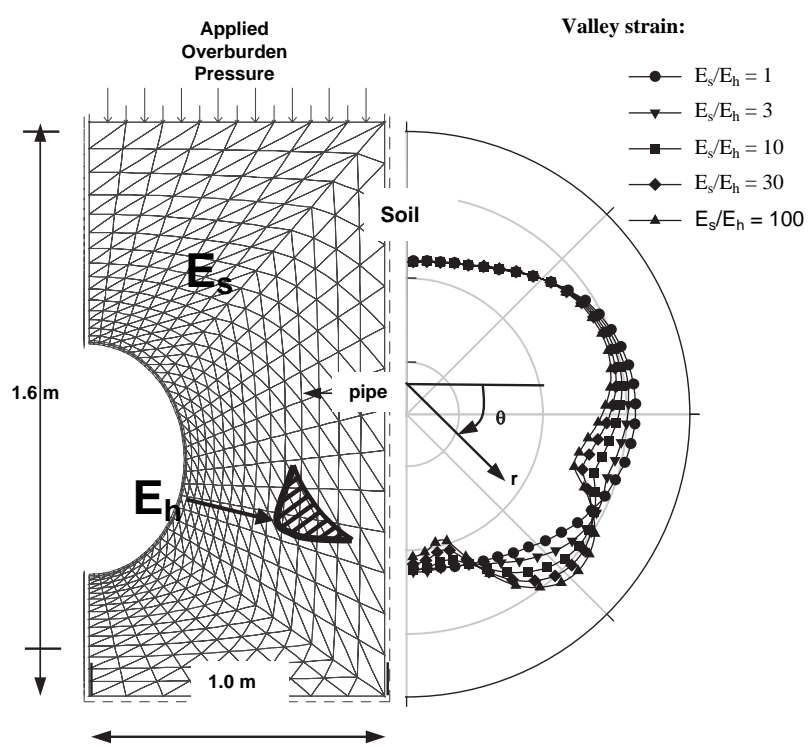 Applied
Overburden
Pressure
Valley strain:
E_s/E_h = 1
E_s/E_h = 3
E_s/E_h = 10
E_s/E_h = 30
E_s/E_h = 100
Soil
E_s
1.6 m
pipe
θ
r
E_h
1.0 m